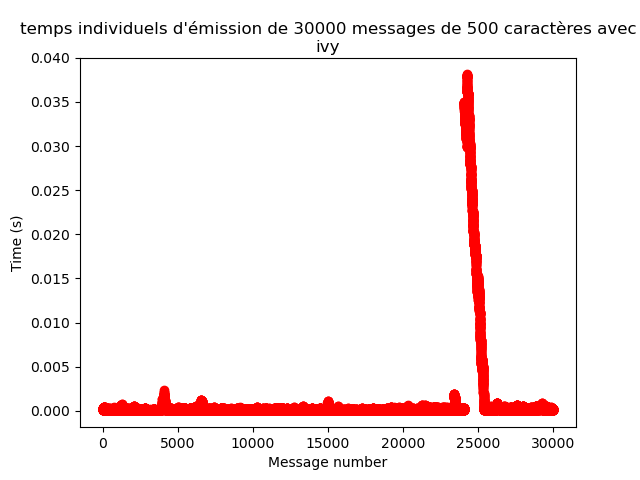 temps individuels d'émission de 30000 messages de 500 caractères avec
ivy
0.040
0.035
0.030
0.025
0.020
0.015
0.010
0.005
0.000
Time (s)
0 5000 10000 15000 20000 25000 30000
Message number